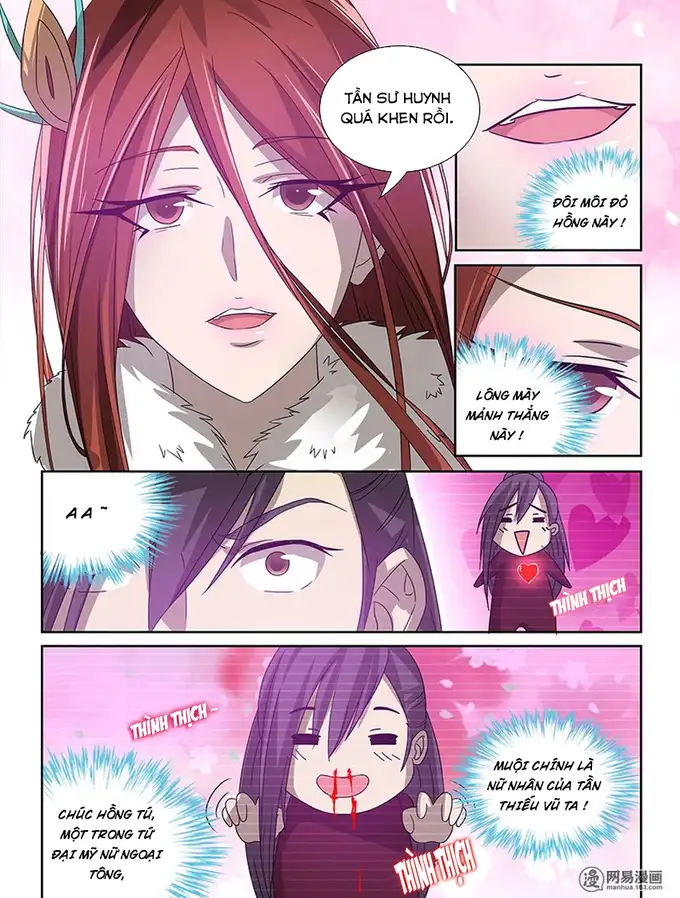 TẦN SƯ HUYNH
QUÁ KHEN RỒI.
ĐÔI MÔI ĐỎ
HỒNG NÀY !
LÔNG MÀY
MẢNH THẲNG
NÀY !
A A ~
THÌNH THỊCH
THÌNH THỊCH ~
MUỘI CHÍNH LÀ
NỮ NHÂN CỦA TẦN
THIẾU VŨ TA !
CHÚC HỒNG TÚ,
MỘT TRONG TỨ
ĐẠI MỸ NỮ NGOẠI
TÔNG,
THÌNH THỊCH
漫 网易漫画
manhua.163.com